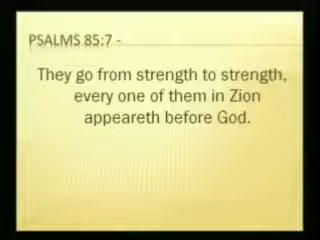 PSALMS 85:7 -
They go from strength to strength,
every one of them in Zion
appeareth before God.